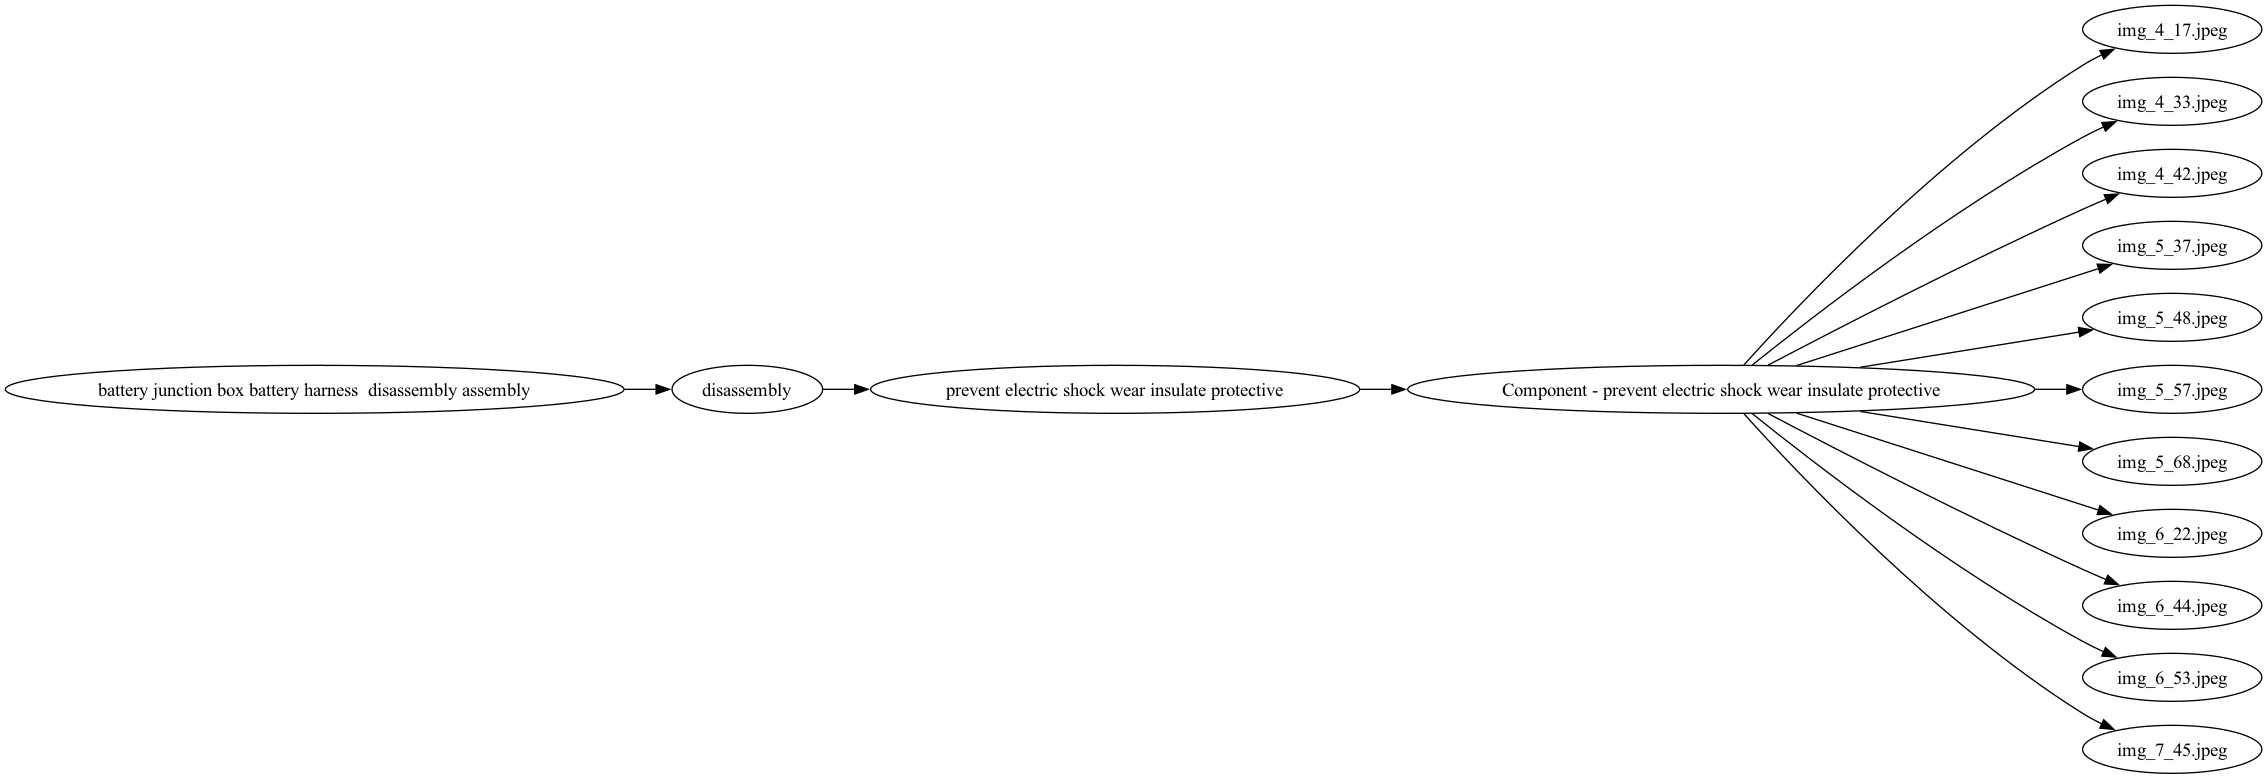 battery junction box battery harness  disassembly assembly
disassembly
prevent electric shock wear insulate protective
Component - prevent electric shock wear insulate protective
img_4_17.jpeg
img_4_33.jpeg
img_4_42.jpeg
img_5_37.jpeg
img_5_48.jpeg
img_5_57.jpeg
img_5_68.jpeg
img_6_22.jpeg
img_6_44.jpeg
img_6_53.jpeg
img_7_45.jpeg